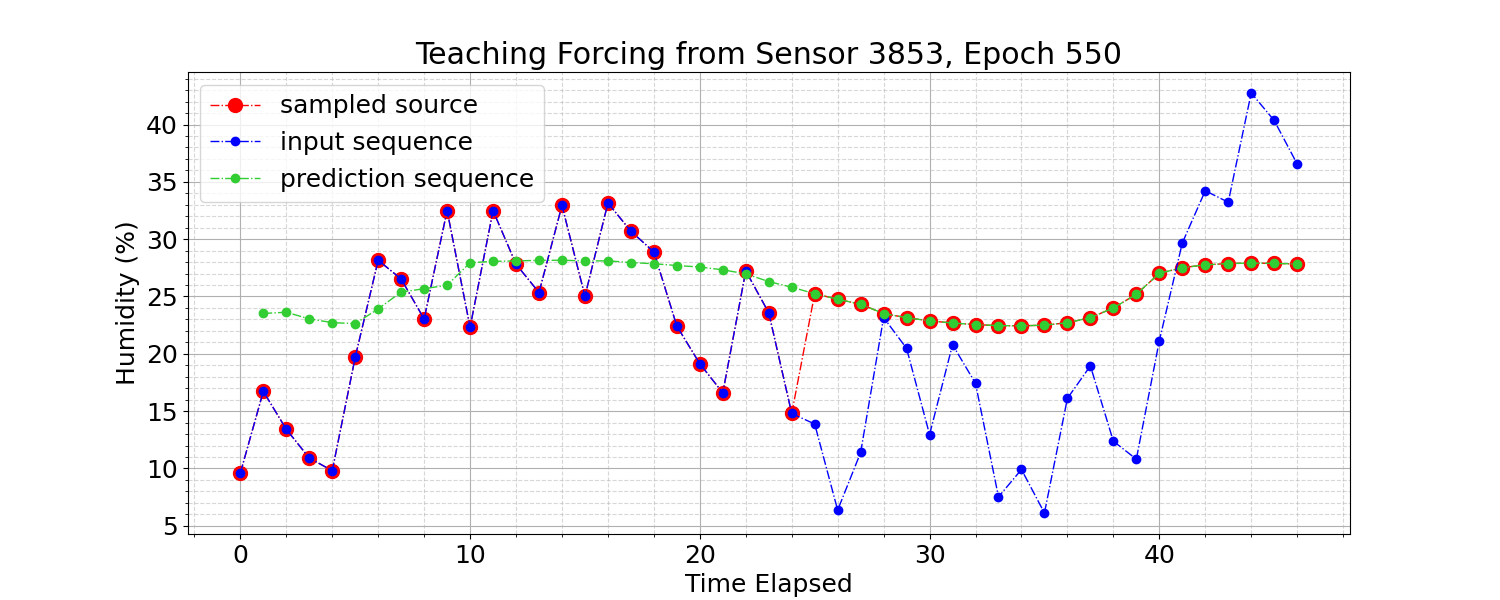 Teaching Forcing from Sensor 3853, Epoch 550
sampled source
input sequence
prediction sequence
Humidity (%)
40
35
30
25
20
15
10
5
0 10 20 30 40
Time Elapsed